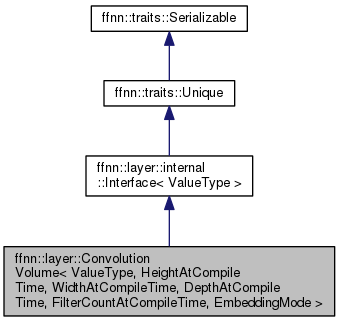 ffnn::traits::Serializable
ffnn::traits::Unique
ffnn::layer::internal
::Interface< ValueType >
ffnn::layer::Convolution
Volume< ValueType, HeightAtCompile
Time, WidthAtCompileTime, DepthAtCompile
Time, FilterCountAtCompileTime, EmbeddingMode >